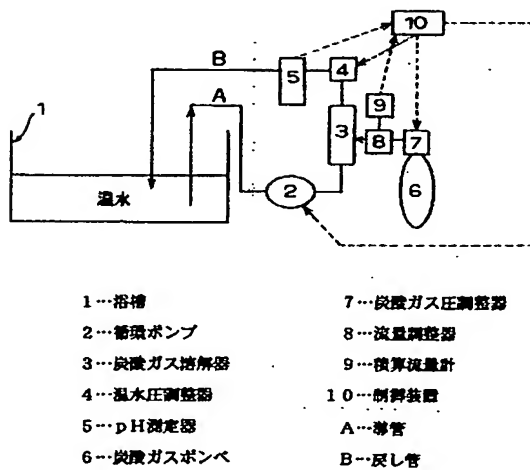 10
B
5
4
1
A
9
3
8
7
温水
2
6
1…浴槽
2…循環ポンプ
3…炭酸ガス溶解器
4…温水圧調整器
5…pH測定器
6…炭酸ガスボンベ
7…炭酸ガス圧調整器
8…流量調整器
9…積算流量計
10…制御装置
A…導管
B…戻し管